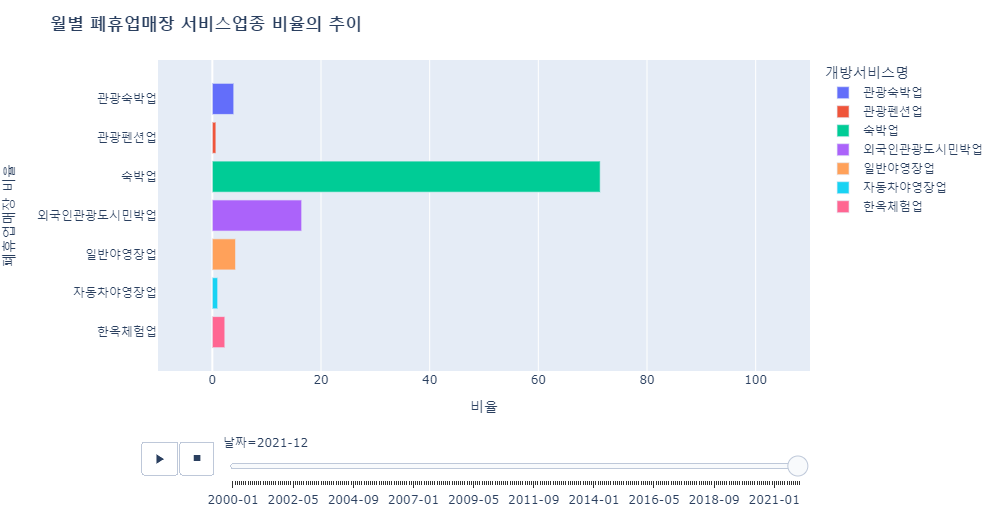 월별 폐휴업매장 서비스업종 비율의 추이
개방서비스명
관광숙박업
관광펜션업
숙박업
외국인관광도시민박업
일반야영장업
자동차야영장업
한옥체험업
폐휴업매장 비율
관광숙박업
관광펜션업
숙박업
외국인관광도시민박업
일반야영장업
자동차야영장업
한옥체험업
0 20 40 60 80 100
비율
날짜=2021-12
2000-01 2002-05 2004-09 2007-01 2009-05 2011-09 2014-01 2016-05 2018-09 2021-01